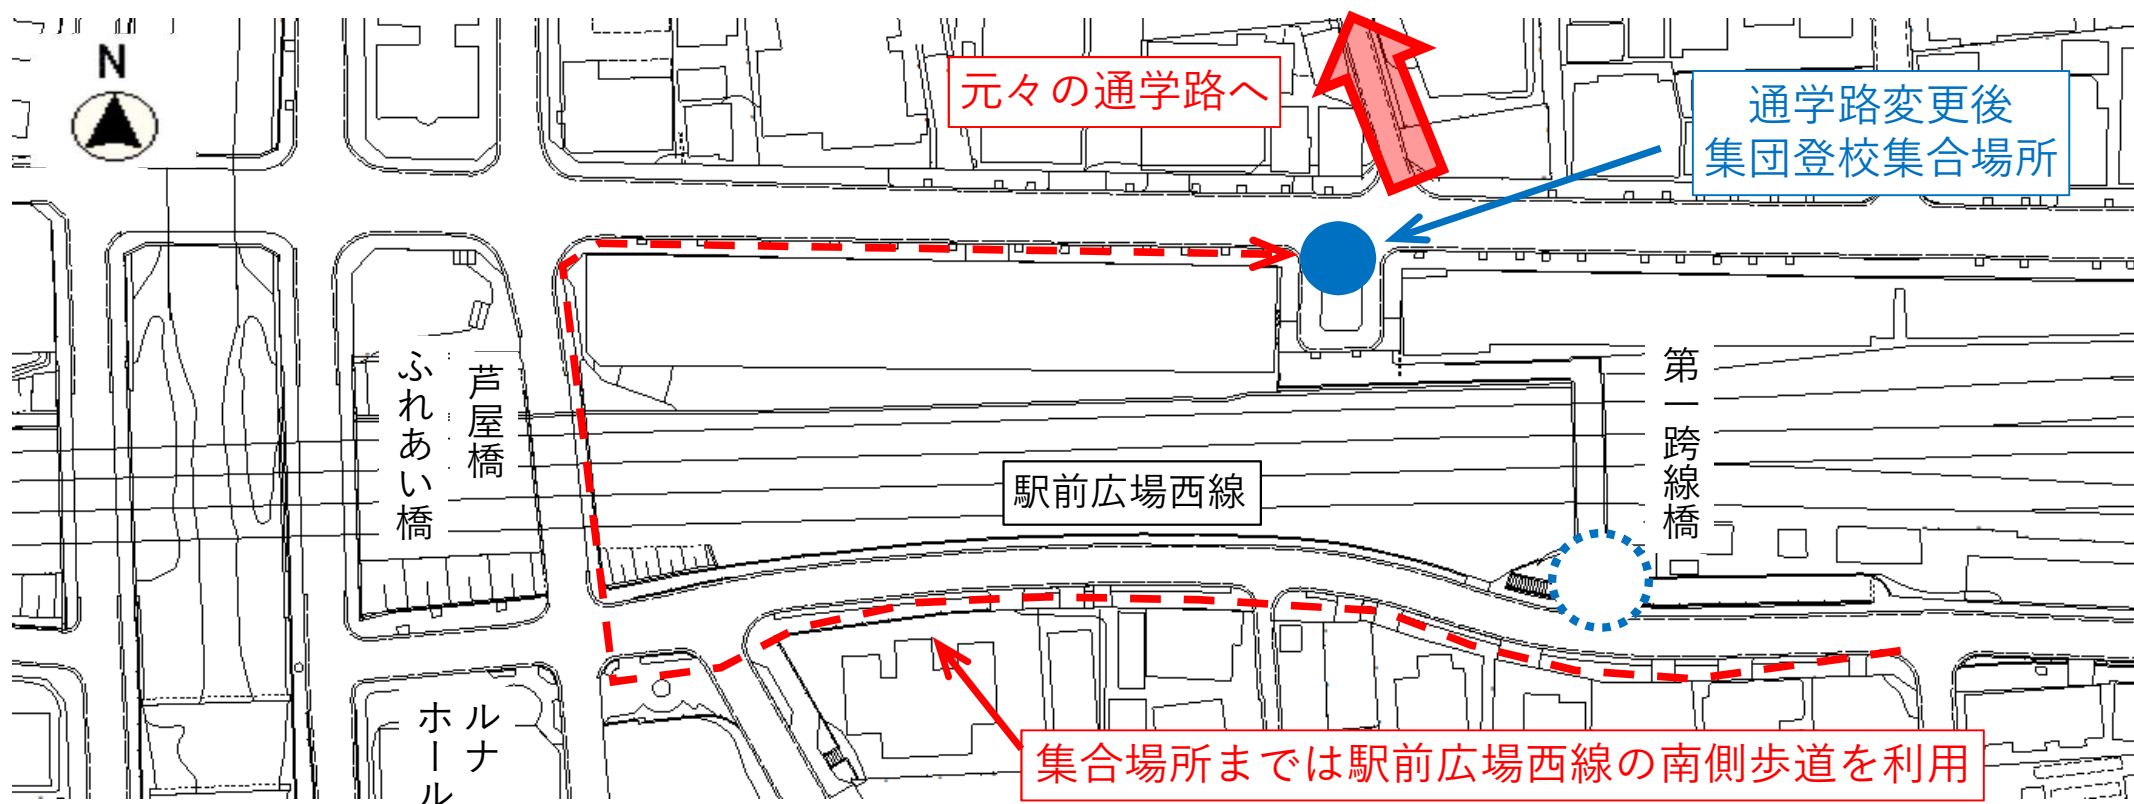 N
元々の通学路へ
通学路変更後
集団登校集合場所
芦屋橋
ふれあい橋
第一跨線橋
駅前広場西線
ルナ
ホール
集合場所までは駅前広場西線の南側歩道を利用